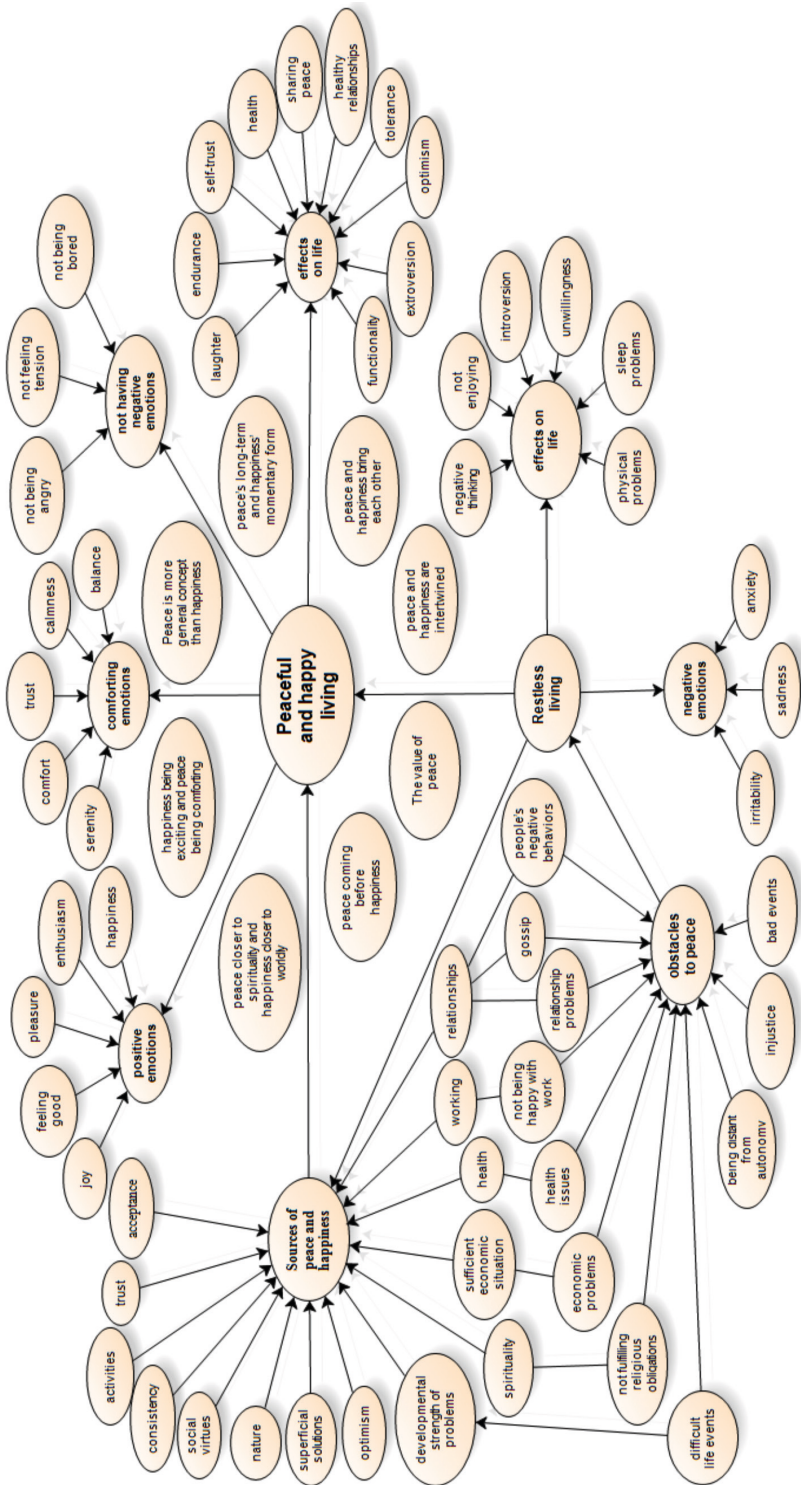 joy
feeling
good
pleasure
enthusiasm
happiness
positive
emotions
serenity
comfort
trust
calmness
balance
comforting
emotions
not being
angry
not feeling
tension
not being
bored
not having
negative
emotions
activities
trust
acceptance
consistency
social
virtues
nature
superficial
solutions
optimism
developmental
strength of
problems
Sources of
peace and
happiness
peace closer to
spirituality and
happiness closer to
worldly
happiness being
exciting and peace
being comforting
Peace is more
general concept
than happiness
peace's long-term
and happiness'
momentary form
Peaceful
and happy
living
laughter
endurance
self-trust
health
sharing
peace
healthy
relationships
tolerance
optimism
extroversion
functionality
effects
on life
peace coming
before
happiness
The value of
peace
peace and
happiness are
intertwined
peace and
happiness bring
each other
spirituality
sufficient
economic
situation
health
working
relationships
Restless
living
negative
thinking
not
enjoying
introversion
unwillingness
sleep
problems
physical
problems
effects on
life
difficult
life events
not fulfilling
religious
obligations
economic
problems
health
issues
not being
happy with
work
relationship
problems
gossip
people's
negative
behaviors
obstacles
to peace
being distant
from
autonomy
injustice
bad events
negative
emotions
irritability
sadness
anxiety